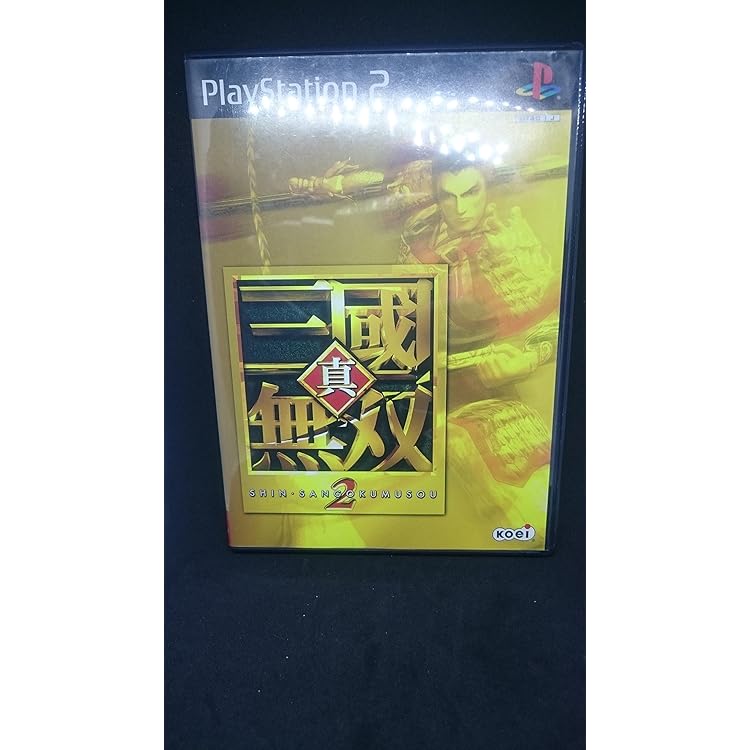 PlayStation 2
三國
真
無双
SHIN・SANGOKUMUSOU
2
KOEI